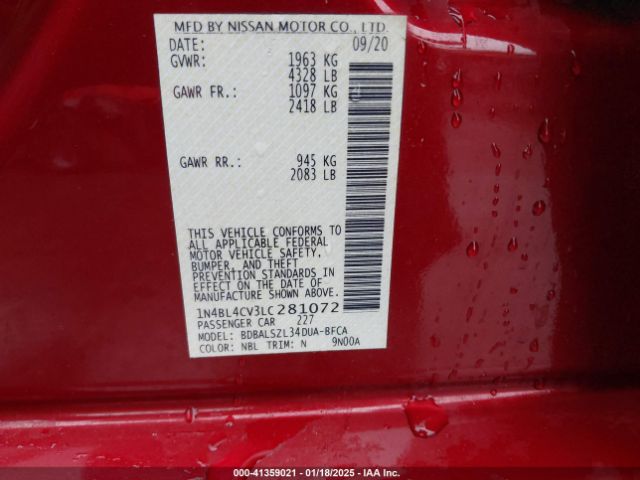 MFD BY NISSAN MOTOR CO., LTD.
DATE: 09/20
GVWR: 1963 KG
4328 LB
GAWR FR.: 1097 KG
2418 LB
GAWR RR.: 945 KG
2083 LB
THIS VEHICLE CONFORMS TO
ALL APPLICABLE FEDERAL
MOTOR VEHICLE SAFETY,
BUMPER, AND THEFT
PREVENTION STANDARDS IN
EFFECT ON THE DATE OF
MANUFACTURE SHOWN ABOVE.
1N4BL4CV3LC281072
PASSENGER CAR 227
MODEL: BDBALSZL34DUA-BFCA
COLOR: NBL TRIM: N 9N00A
000-41359021 | 01/18/2025 | IAA Inc.